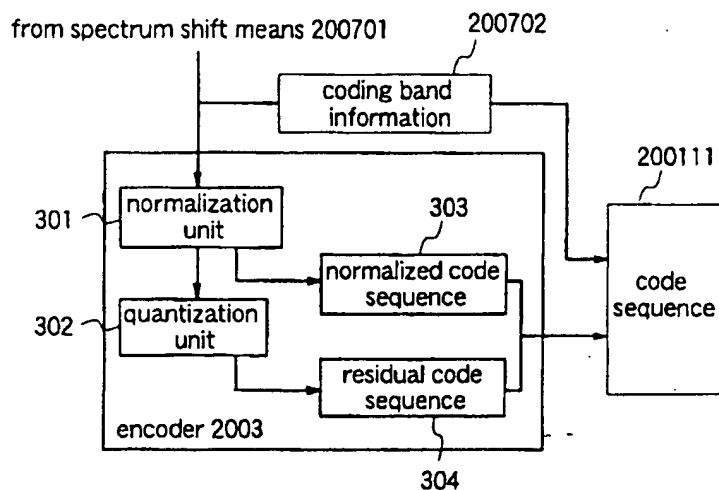 from spectrum shift means 200701
200702
coding band
information
200111
301
normalization
unit
303
normalized code
sequence
code
sequence
302
quantization
unit
residual code
sequence
encoder 2003
304